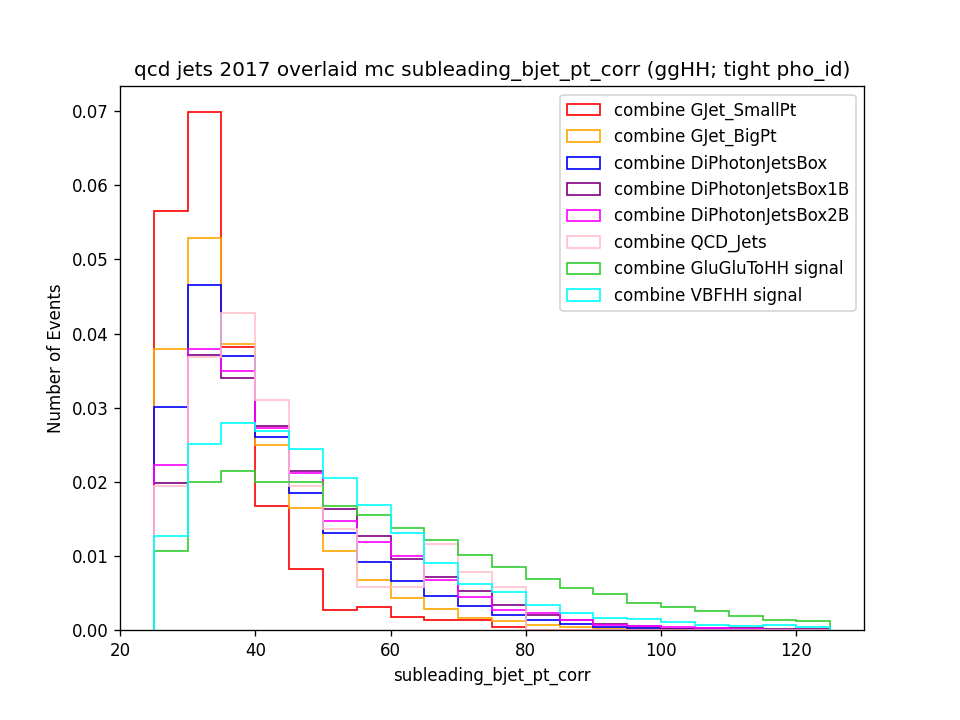 qcd jets 2017 overlaid mc subleading_bjet_pt_corr (ggHH; tight pho_id)
combine GJet_SmallPt
combine GJet_BigPt
combine DiPhotonJetsBox
combine DiPhotonJetsBox1B
combine DiPhotonJetsBox2B
combine QCD_Jets
combine GluGluToHH signal
combine VBFHH signal
Number of Events
0.07
0.06
0.05
0.04
0.03
0.02
0.01
0.00
20 40 60 80 100 120
subleading_bjet_pt_corr